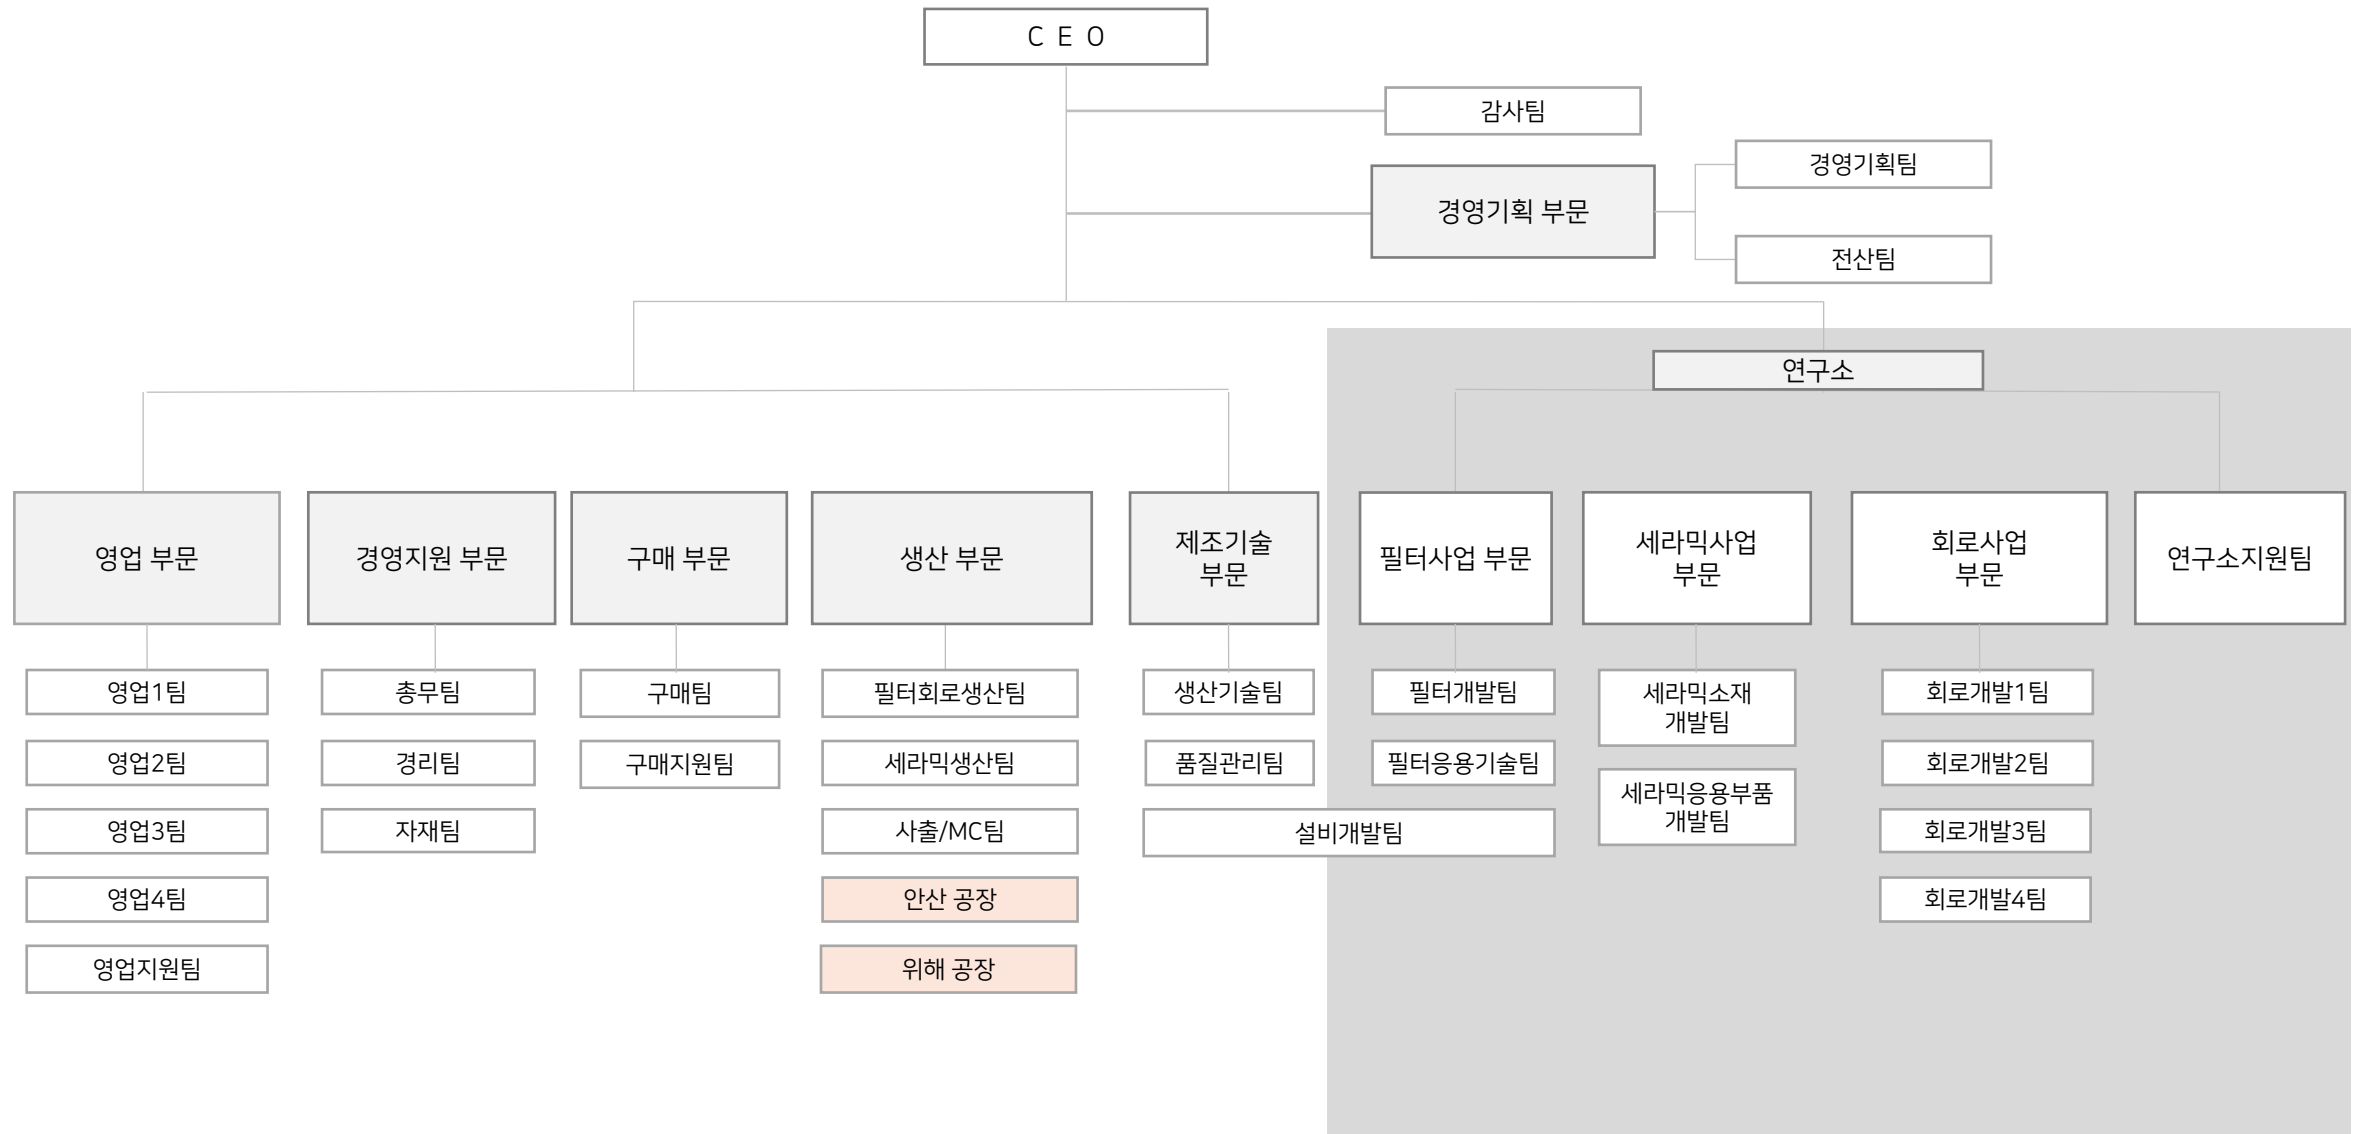 C E O
감사팀
경영기획팀
경영기획 부문
전산팀
연구소
영업 부문
경영지원 부문
구매 부문
생산 부문
제조기술
부문
필터사업 부문
세라믹사업
부문
회로사업
부문
연구소지원팀
영업1팀
영업2팀
영업3팀
영업4팀
영업지원팀
총무팀
경리팀
자재팀
구매팀
구매지원팀
필터회로생산팀
세라믹생산팀
사출/MC팀
안산 공장
위해 공장
생산기술팀
품질관리팀
설비개발팀
필터개발팀
필터응용기술팀
세라믹소재
개발팀
세라믹응용부품
개발팀
회로개발1팀
회로개발2팀
회로개발3팀
회로개발4팀